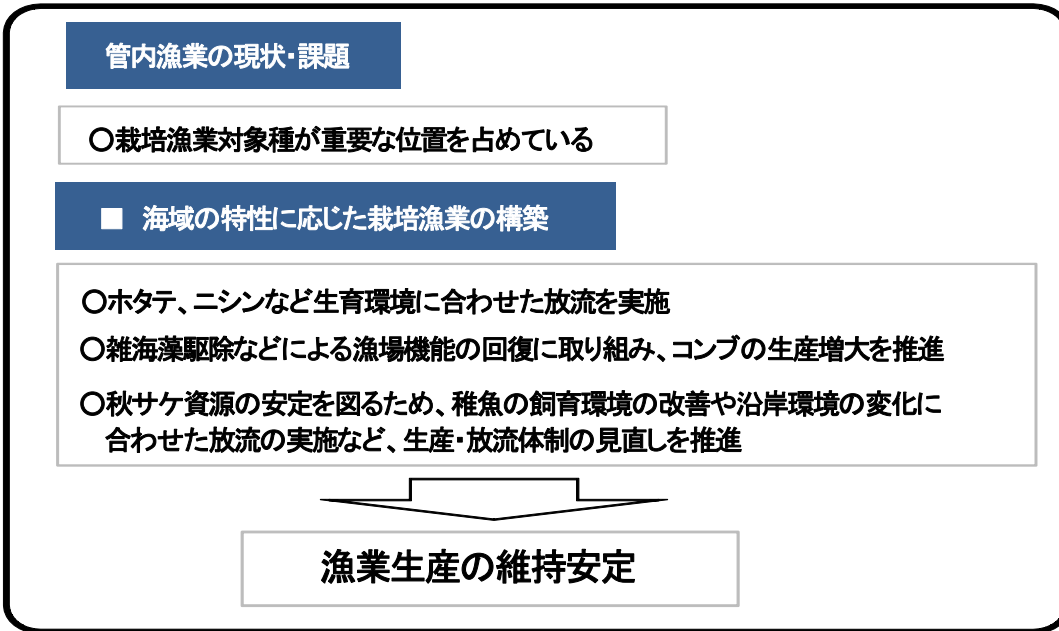 管内漁業の現状・課題
〇栽培漁業対象種が重要な位置を占めている
■ 海域の特性に応じた栽培漁業の構築
〇ホタテ、ニシンなど生育環境に合わせた放流を実施
〇雑海藻駆除などによる漁場機能の回復に取り組み、コンブの生産増大を推進
〇秋サケ資源の安定を図るため、稚魚の飼育環境の改善や沿岸環境の変化に
合わせた放流の実施など、生産・放流体制の見直しを推進
漁業生産の維持安定